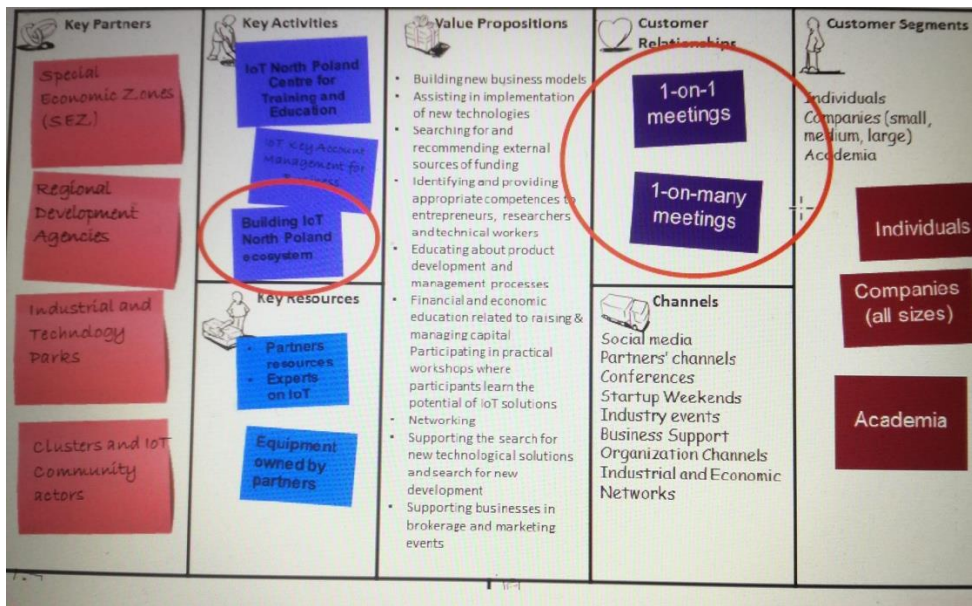 Key Partners
Special
Economic Zones
(SEZ)
Regional
Development
Agencies
Industrial and
Technology
Parks
Clusters and IoT
Community
actors
Key Activities
IoT North Poland
Centre for
Training and
Education
IoT Key Account
Management for
Building IoT
North Poland
ecosystem
Key Resources
• Partners
resources
• Experts
on IoT
Equipment
owned by
partners
Value Propositions
• Building new business models
• Assisting in implementation
of new technologies
• Searching for and
recommending external
sources of funding
• Identifying and providing
appropriate competences to
entrepreneurs, researchers
and technical workers
• Educating about product
development and
management processes
• Financial and economic
education related to raising &
managing capital
Participating in practical
workshops where
participants learn the
potential of IoT solutions
• Networking
• Supporting the search for
new technological solutions
and search for new
development
• Supporting businesses in
brokerage and marketing
events
Customer
Relationships
1-on-1
meetings
1-on-many
meetings
Channels
Social media
Partners' channels
Conferences
Startup Weekends
Industry events
Business Support
Organization Channels
Industrial and Economic
Networks
Customer Segments
Individuals
Companies (small,
medium, large)
Academia
Individuals
Companies
(all sizes)
Academia